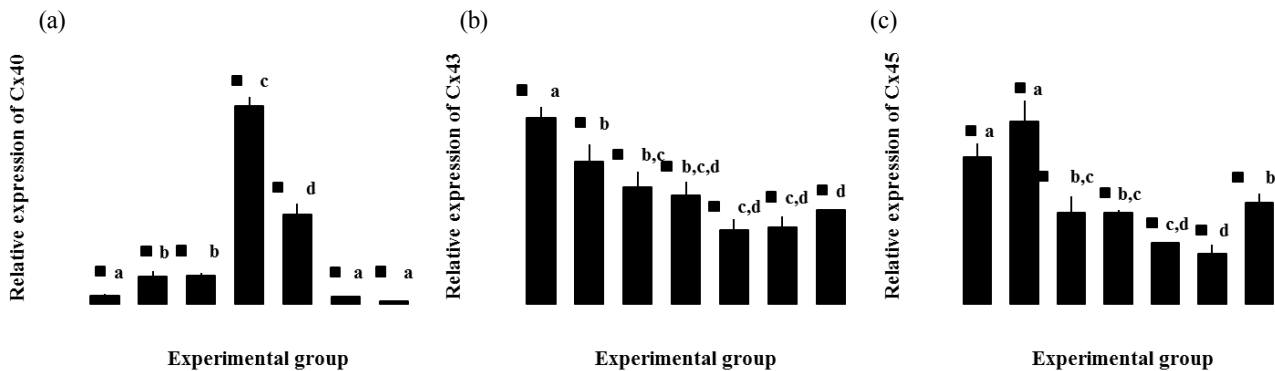 (a)
(b)
(c)
Relative expression of Cx40
a
b
b
c
d
a
a
Experimental group
Relative expression of Cx43
a
b
b,c
b,c,d
c,d
c,d
d
Experimental group
Relative expression of Cx45
a
a
b,c
b,c
c,d
d
b
Experimental group